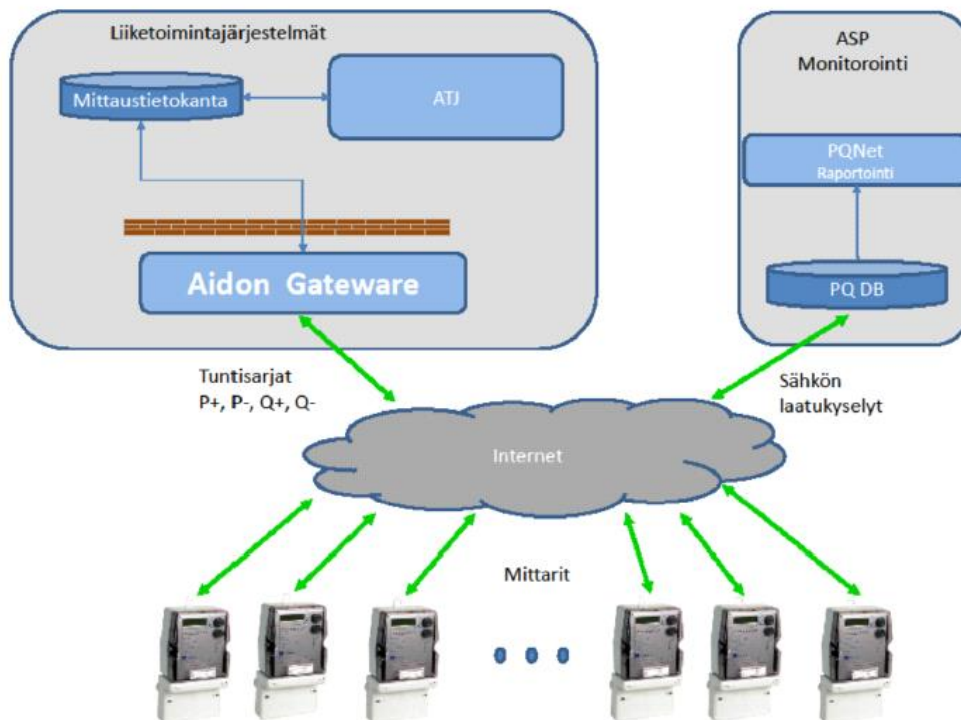 Liiketoimintajärjestelmät
Mittaustietokanta
ATJ
Aidon Gateware
ASP
Monitorointi
PQNet
Raportointi
PQ DB
Tuntisarjat
P+, P-, Q+, Q-
Sähkön
laatukyselyt
Internet
Mittarit